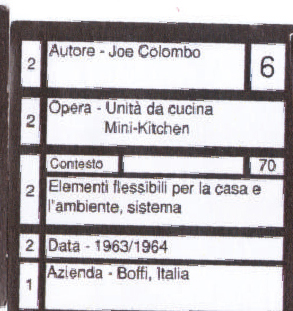 2 Autore - Joe Colombo 6
2 Opera - Unità da cucina
Mini-Kitchen
Contesto 70
2 Elementi flessibili per la casa e
l'ambiente, sistema
2 Data - 1963/1964
1 Azienda - Boffi, Italia